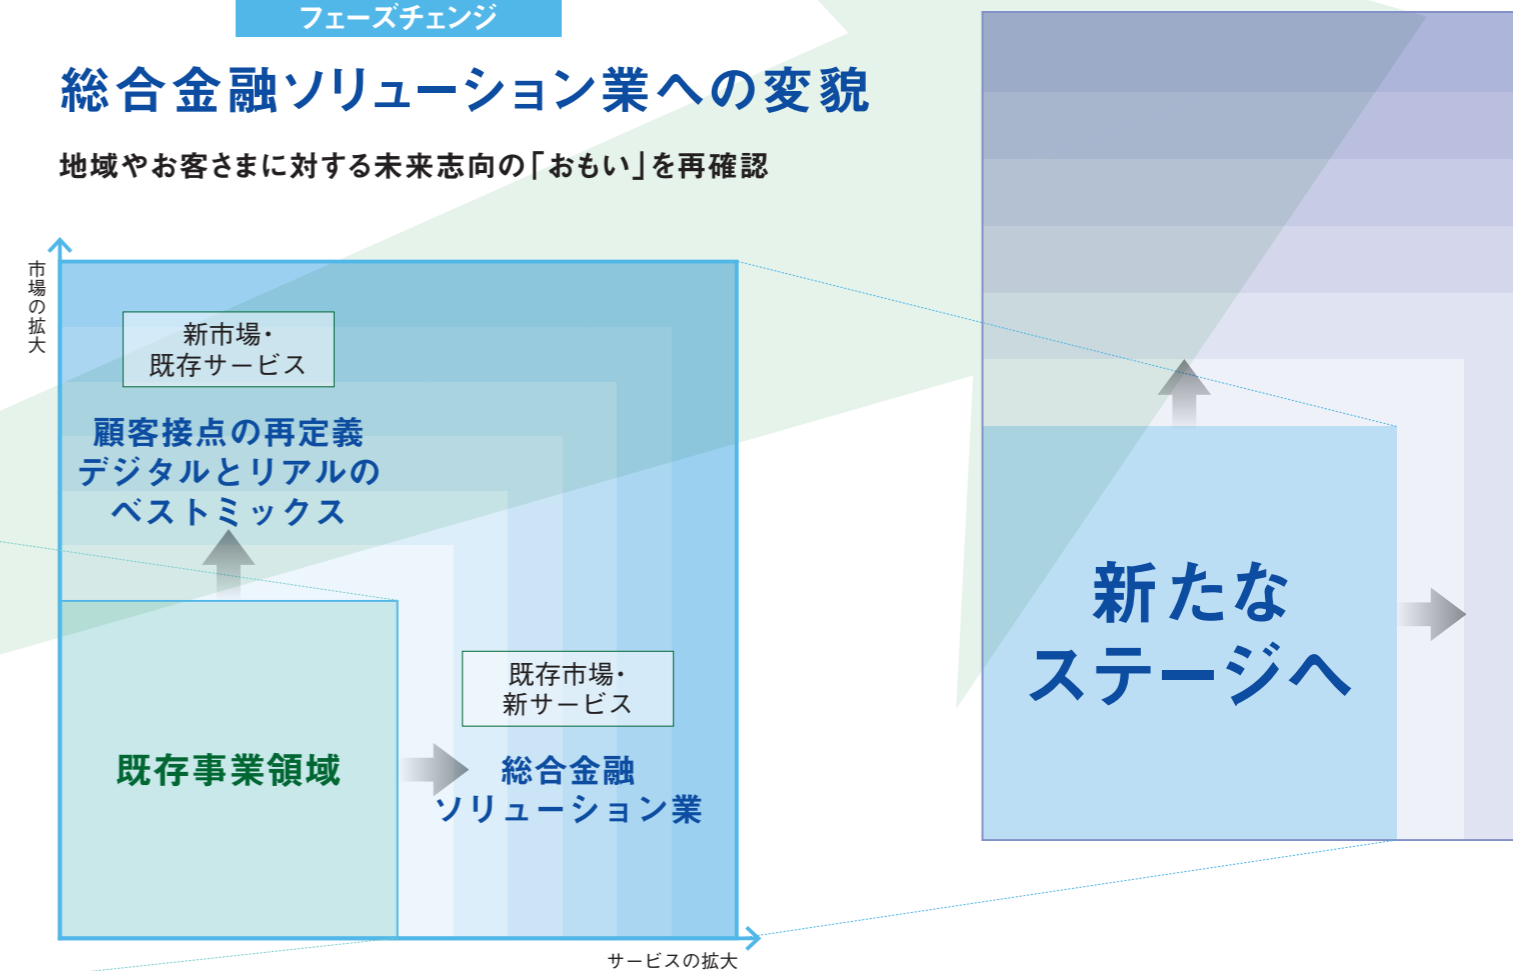 フェーズチェンジ
総合金融ソリューション業への変貌
地域やお客さまに対する未来志向の「おもい」を再確認
市場の拡大
新市場・
既存サービス
顧客接点の再定義
デジタルとリアルの
ベストミックス
既存事業領域
既存市場・
新サービス
総合金融
ソリューション業
サービスの拡大
新たな
ステージへ